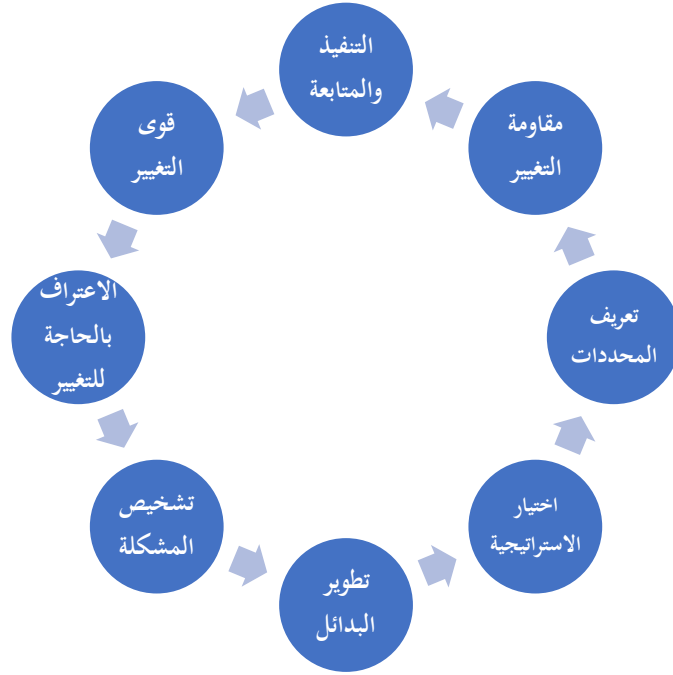 التنفيذ
والمتابعة
قوى
التغيير
الاعتراف
بالحاجة
للتغيير
تشخيص
المشكلة
تطوير
البدائل
اختيار
الاستراتيجية
تعريف
المحددات
مقاومة
التغيير